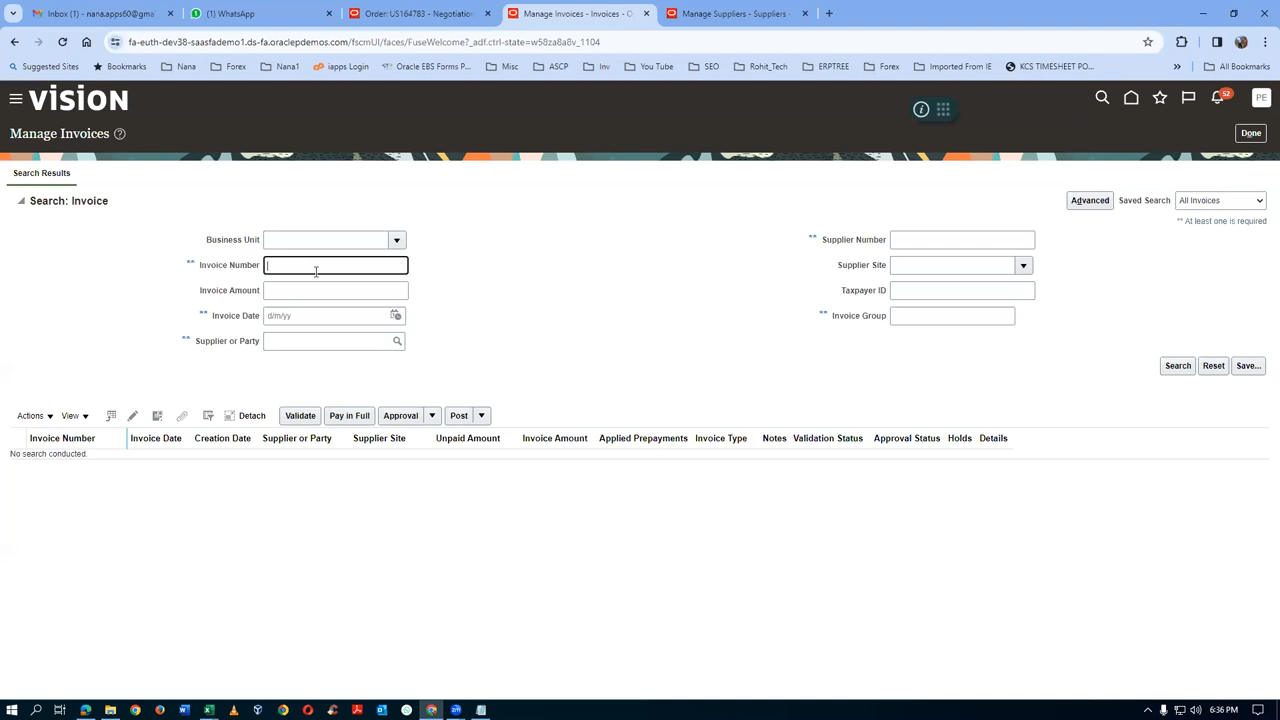 Inbox (1,613) - nana.apps60@gma
(1) WhatsApp
Order: US164783 - Negotiation
Manage Invoices - Invoices - O
Manage Suppliers - Suppliers -
fa-euth-dev38-saasfademo1.ds-fa.oraclepdemos.com/fscmUI/faces/FuseWelcome?_adf.ctrl-state=w58za8a8v_1104
Suggested Sites Bookmarks Nana Forex Nana1 iapps Login Oracle EBS Forms P... Misc ASCP Inv You Tube SEO Rohit_Tech ERPTREE Forex Imported From IE KCS TIMESHEET PO... All Bookmarks
VISION
52
PE
Manage Invoices
Done
Search Results
Search: Invoice
Advanced Saved Search All Invoices
** At least one is required
Business Unit
** Supplier Number
** Invoice Number
Supplier Site
Invoice Amount
Taxpayer ID
** Invoice Date d/m/yy
** Invoice Group
** Supplier or Party
Search Reset Save...
Actions View Detach Validate Pay in Full Approval Post
Invoice Number Invoice Date Creation Date Supplier or Party Supplier Site Unpaid Amount Invoice Amount Applied Prepayments Invoice Type Notes Validation Status Approval Status Holds Details
No search conducted.
6:36 PM